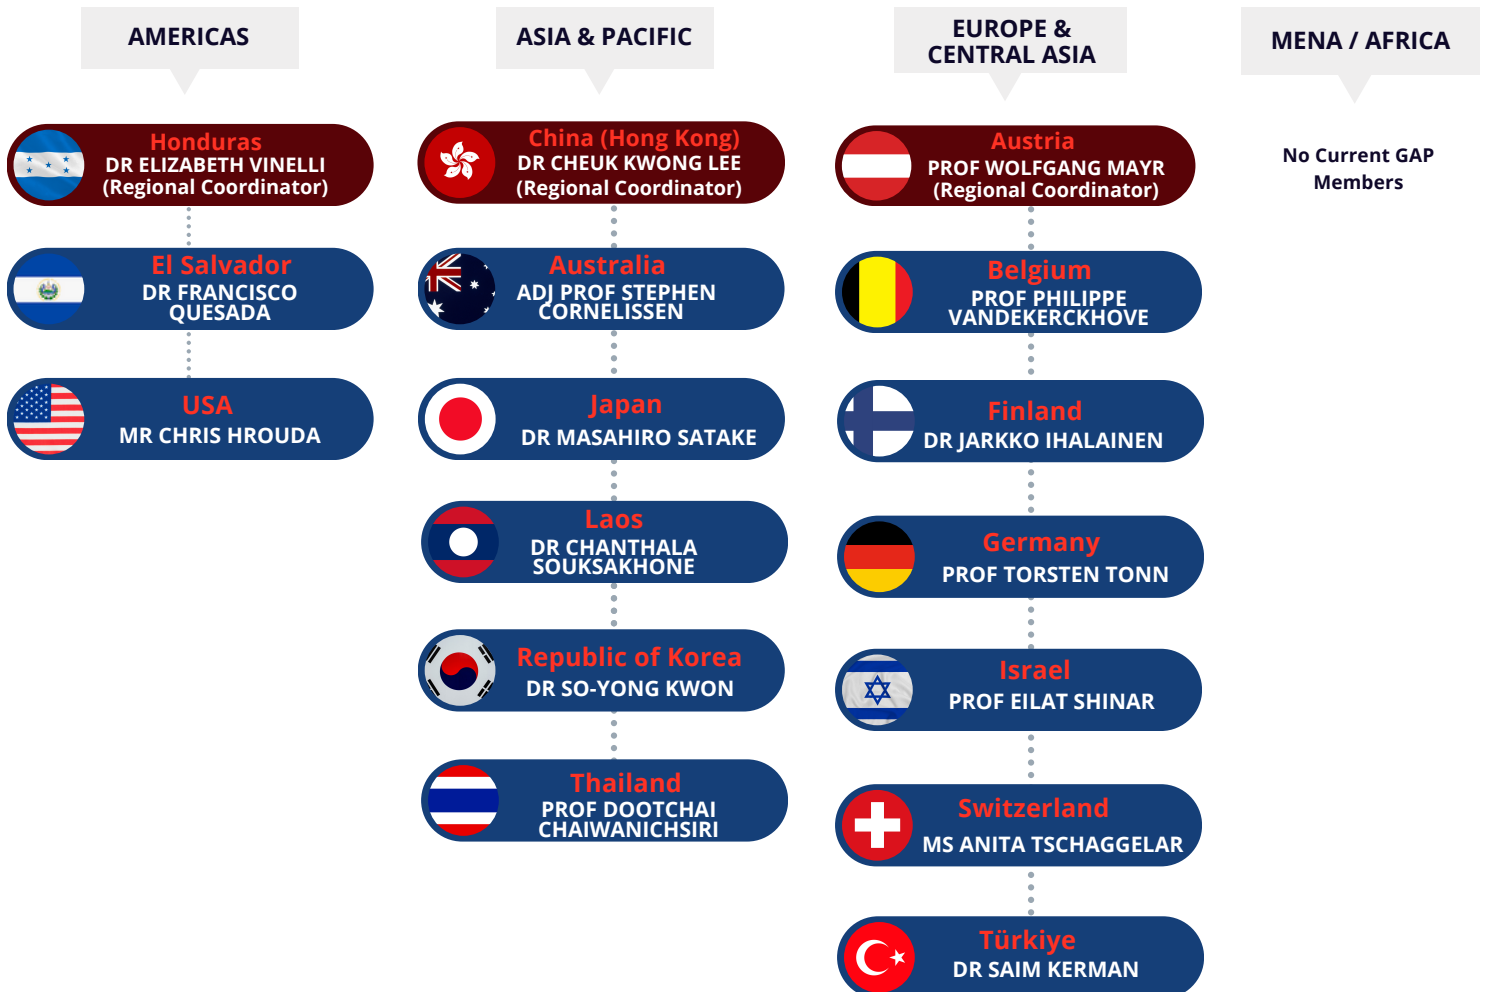 AMERICAS
Honduras
DR ELIZABETH VINELLI
(Regional Coordinator)
El Salvador
DR FRANCISCO
QUESADA
USA
MR CHRIS HROUDA
ASIA & PACIFIC
China (Hong Kong)
DR CHEUK KWONG LEE
(Regional Coordinator)
Australia
ADJ PROF STEPHEN
CORNELISSEN
Japan
DR MASAHIRO SATAKE
Laos
DR CHANTHALA
SOUKSAKHONE
Republic of Korea
DR SO-YONG KWON
Thailand
PROF DOOTCHAI
CHAIWANICHSIRI
EUROPE &
CENTRAL ASIA
Austria
PROF WOLFGANG MAYR
(Regional Coordinator)
Belgium
PROF PHILIPPE
VANDEKERCKHOVE
Finland
DR JARKKO IHALAINEN
Germany
PROF TORSTEN TONN
Israel
PROF EILAT SHINAR
Switzerland
MS ANITA TSCHAGGELAR
Türkiye
DR SAIM KERMAN
MENA / AFRICA
No Current GAP
Members